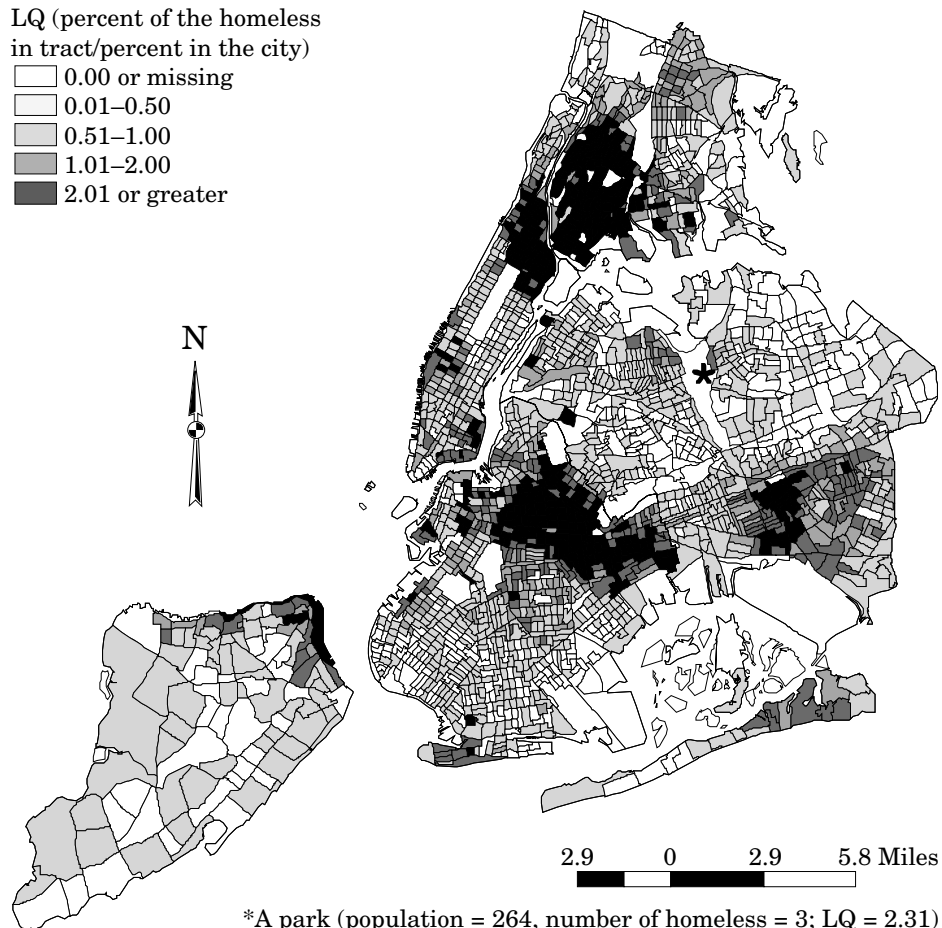 LQ (percent of the homeless
in tract/percent in the city)
0.00 or missing
0.01–0.50
0.51–1.00
1.01–2.00
2.01 or greater
N
*
2.9 0 2.9 5.8 Miles
*A park (population = 264, number of homeless = 3; LQ = 2.31)